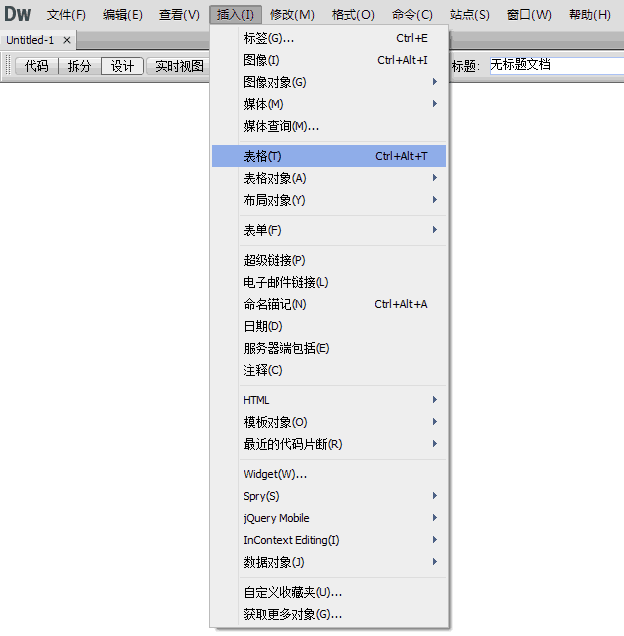 Dw 文件(F) 编辑(E) 查看(V) 插入(I) 修改(M) 格式(O) 命令(C) 站点(S) 窗口(W) 帮助(H)
Untitled-1 ×
代码 拆分 设计 实时视图 标题: 无标题文档
标签(G)... Ctrl+E
图像(I) Ctrl+Alt+I
图像对象(G)
媒体(M)
媒体查询(M)...
表格(T) Ctrl+Alt+T
表格对象(A)
布局对象(Y)
表单(F)
超级链接(P)
电子邮件链接(L)
命名锚记(N) Ctrl+Alt+A
日期(D)
服务器端包括(E)
注释(C)
HTML
模板对象(O)
最近的代码片断(R)
Widget(W)...
Spry(S)
jQuery Mobile
InContext Editing(I)
数据对象(J)
自定义收藏夹(U)...
获取更多对象(G)...